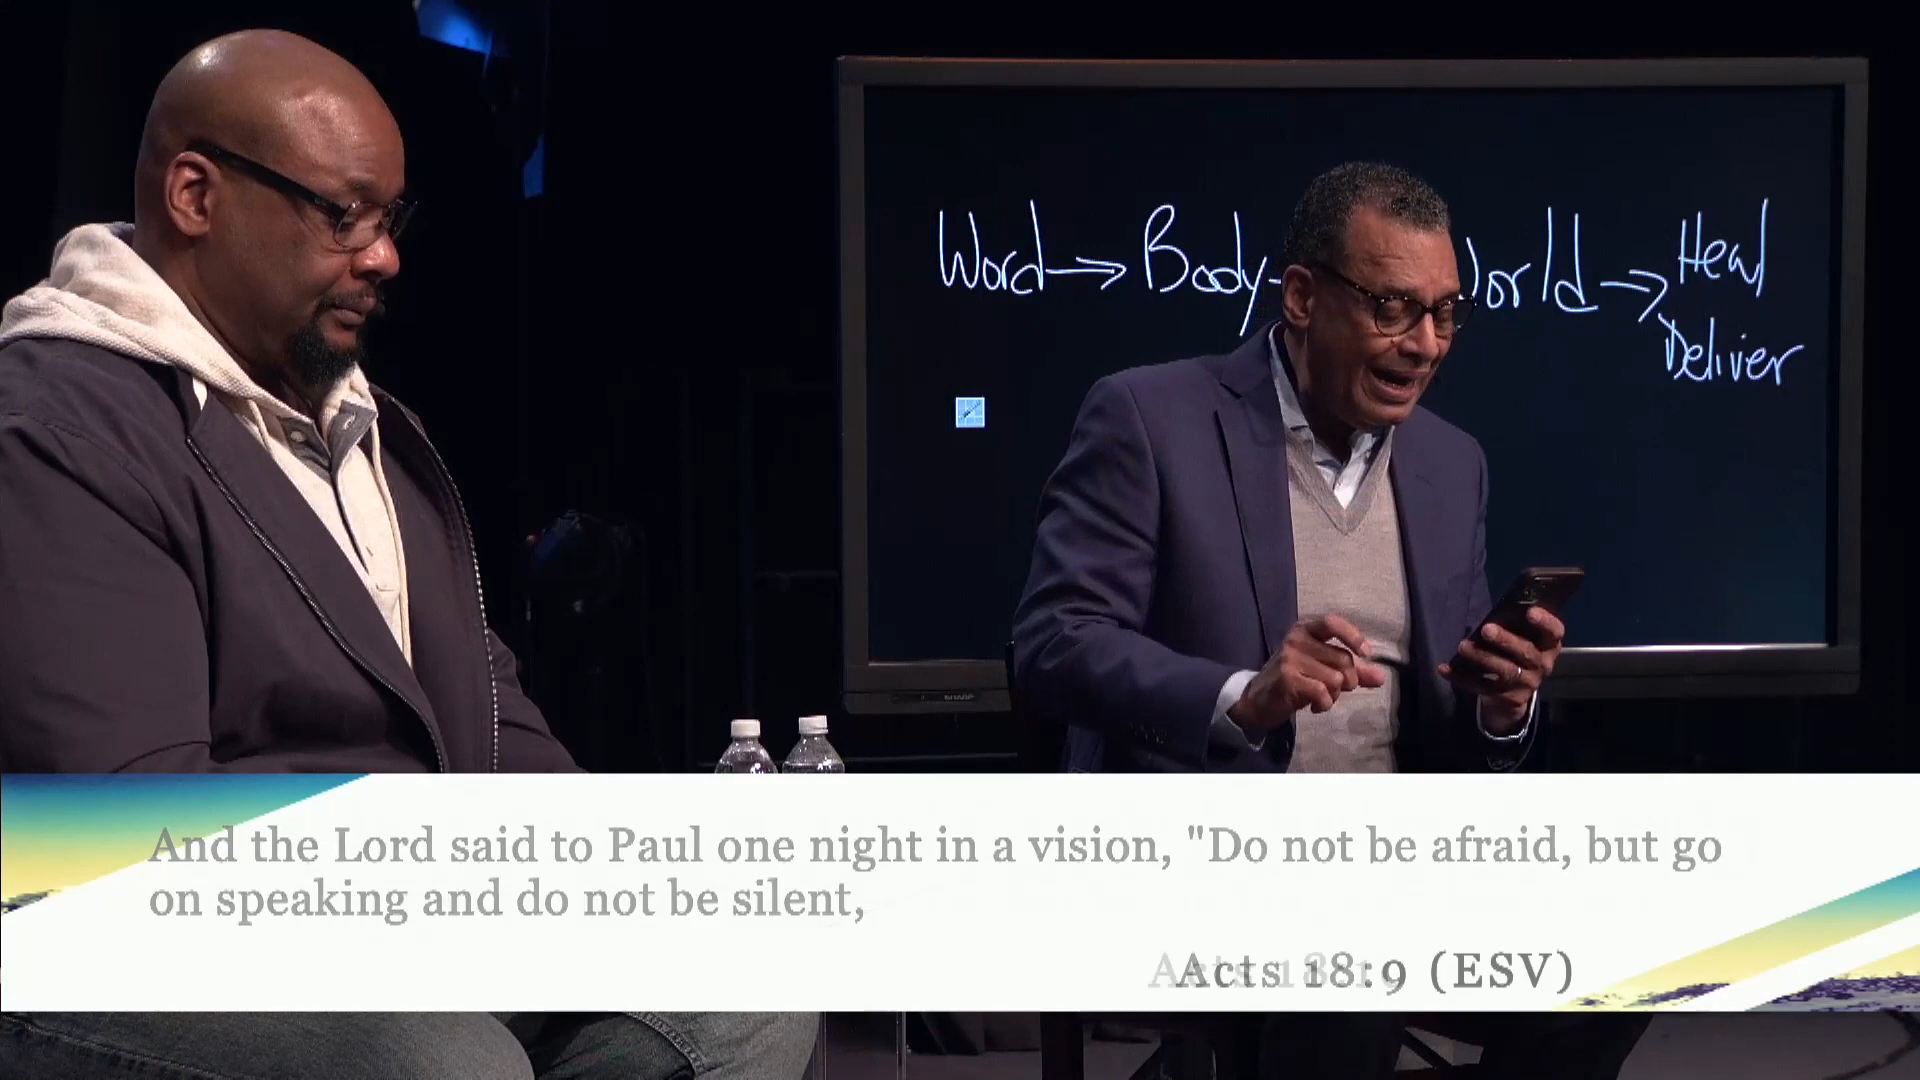 Word → Body- orld → Heal
Deliver
SHARP
And the Lord said to Paul one night in a vision, "Do not be afraid, but go
on speaking and do not be silent,
Acts 18:9 (ESV)